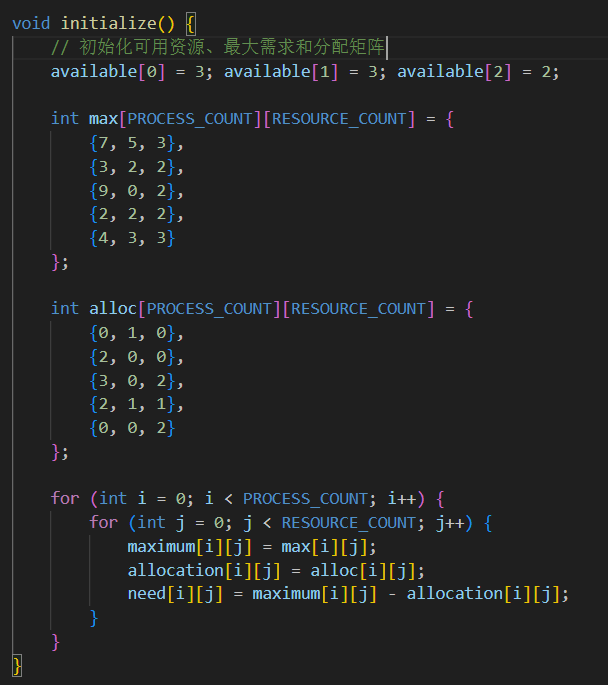 void initialize() {
// 初始化可用资源、最大需求和分配矩阵
available[0] = 3; available[1] = 3; available[2] = 2;
int max[PROCESS_COUNT][RESOURCE_COUNT] = {
{7, 5, 3},
{3, 2, 2},
{9, 0, 2},
{2, 2, 2},
{4, 3, 3}
};
int alloc[PROCESS_COUNT][RESOURCE_COUNT] = {
{0, 1, 0},
{2, 0, 0},
{3, 0, 2},
{2, 1, 1},
{0, 0, 2}
};
for (int i = 0; i < PROCESS_COUNT; i++) {
for (int j = 0; j < RESOURCE_COUNT; j++) {
maximum[i][j] = max[i][j];
allocation[i][j] = alloc[i][j];
need[i][j] = maximum[i][j] - allocation[i][j];
}
}
}